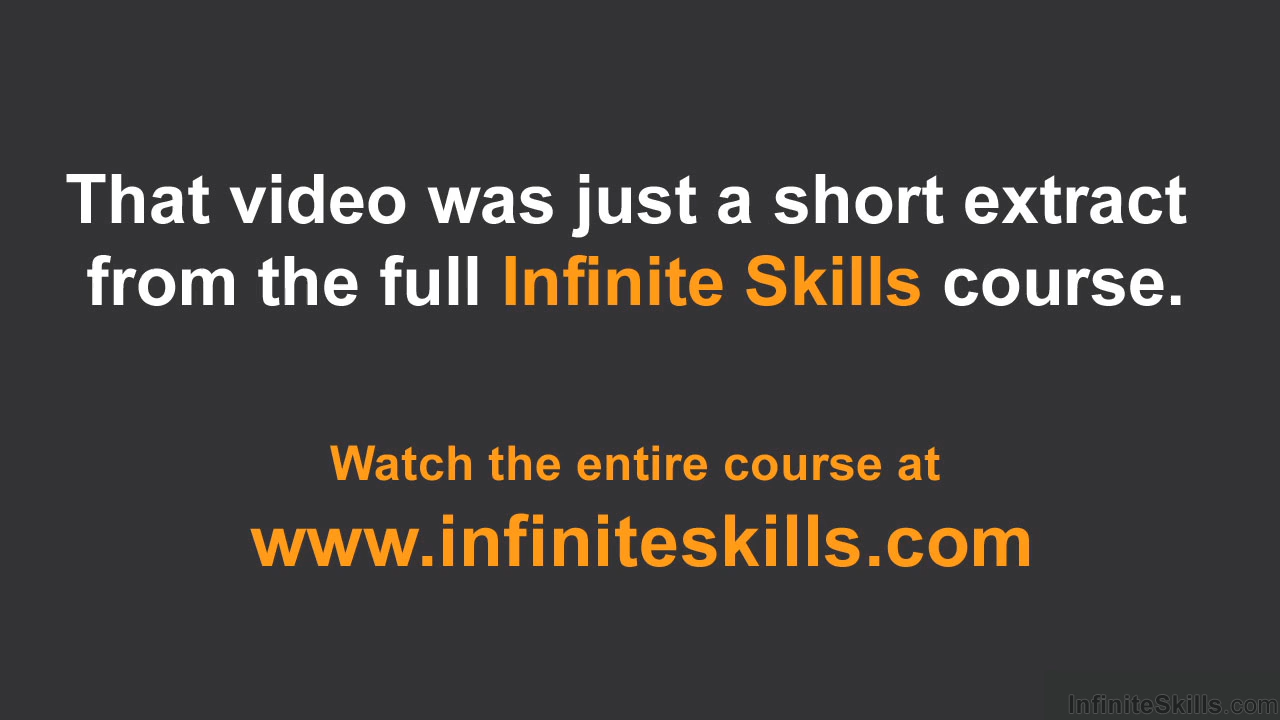 That video was just a short extract
from the full Infinite Skills course.
Watch the entire course at
www.infiniteskills.com
InfiniteSkills.com